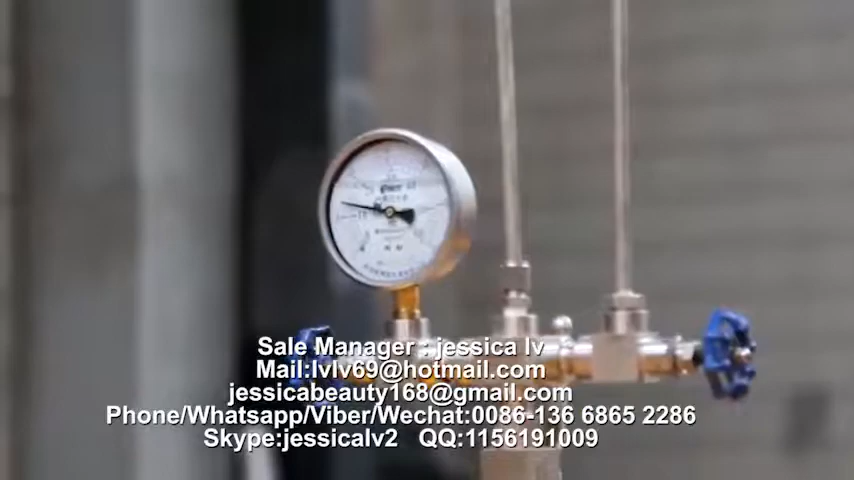 Sale Manager : jessica lv
Mail:lvlv69@hotmail.com
jessicabeauty168@gmail.com
Phone/Whatsapp/Viber/Wechat:0086-136 6865 2286
Skype:jessicalv2 QQ:1156191009